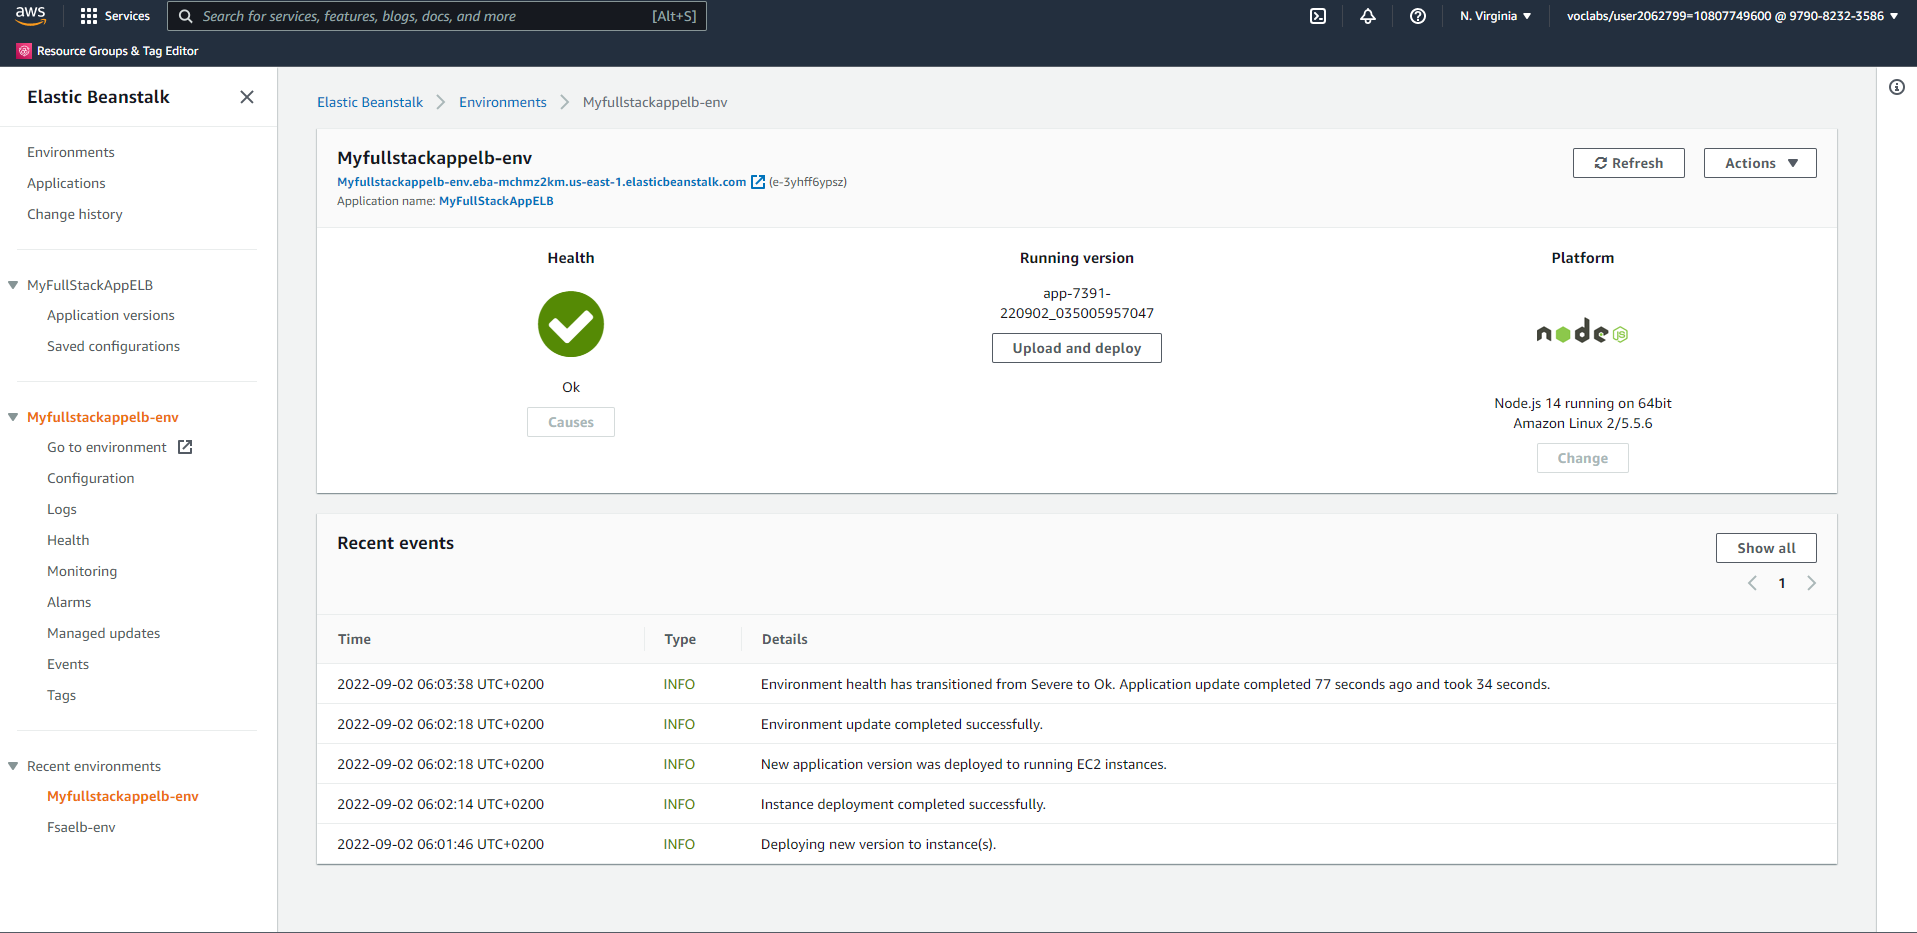 aws
Services
Search for services, features, blogs, docs, and more
[Alt+S]
N. Virginia
voclabs/user2062799=10807749600 @ 9790-8232-3586
Resource Groups & Tag Editor
Elastic Beanstalk
Environments
Applications
Change history
MyFullStackAppELB
Application versions
Saved configurations
Myfullstackappelb-env
Go to environment
Configuration
Logs
Health
Monitoring
Alarms
Managed updates
Events
Tags
Recent environments
Myfullstackappelb-env
Fsaelb-env
Elastic Beanstalk
Environments
Myfullstackappelb-env
Myfullstackappelb-env
Myfullstackappelb-env.eba-mchmz2km.us-east-1.elasticbeanstalk.com (e-3yhff6ypsz)
Application name: MyFullStackAppELB
Refresh
Actions
Health
Ok
Causes
Running version
app-7391-
220902_035005957047
Upload and deploy
Platform
node JS
Node.js 14 running on 64bit
Amazon Linux 2/5.5.6
Change
Recent events
Show all
1
Time Type Details
2022-09-02 06:03:38 UTC+0200 INFO Environment health has transitioned from Severe to Ok. Application update completed 77 seconds ago and took 34 seconds.
2022-09-02 06:02:18 UTC+0200 INFO Environment update completed successfully.
2022-09-02 06:02:18 UTC+0200 INFO New application version was deployed to running EC2 instances.
2022-09-02 06:02:14 UTC+0200 INFO Instance deployment completed successfully.
2022-09-02 06:01:46 UTC+0200 INFO Deploying new version to instance(s).